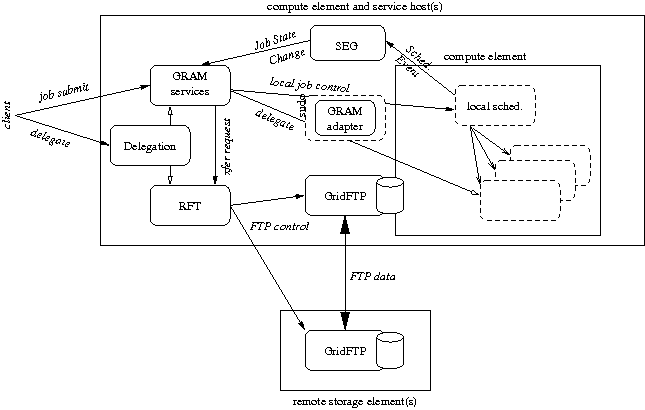 compute element and service host(s)
Job State
Change
SEG
Sched.
Event
compute element
GRAM
services
job submit
client
delegate
local job control
sudo
GRAM
adapter
delegate
local sched.
Delegation
xfer request
RFT
GridFTP
FTP control
FTP data
GridFTP
remote storage element(s)